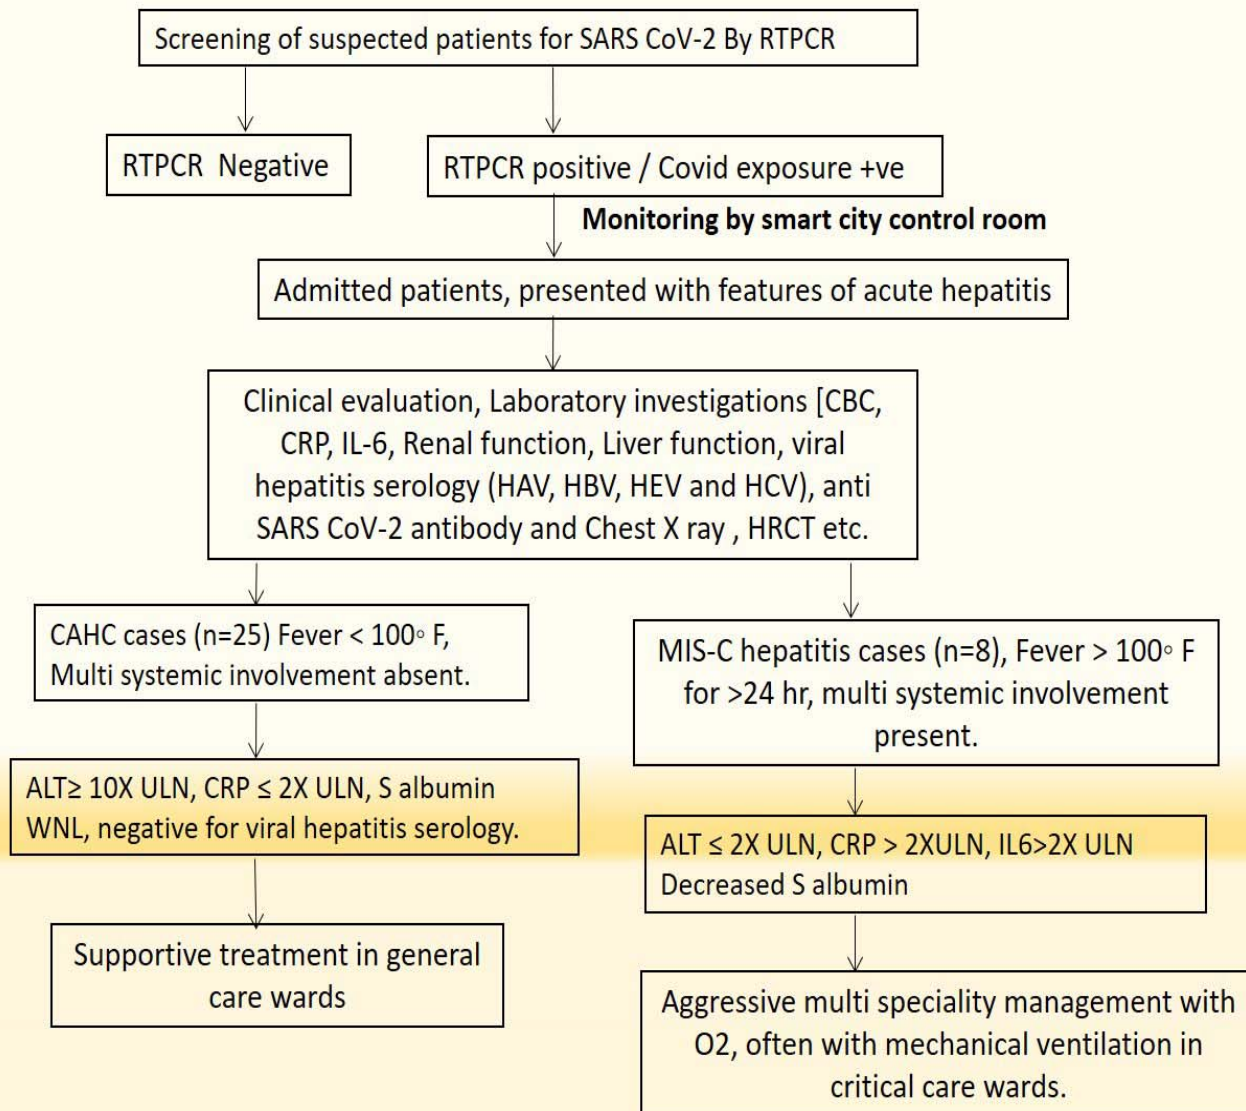 Screening of suspected patients for SARS CoV-2 By RTPCR
RTPCR  Negative
RTPCR positive / Covid exposure +ve
Monitoring by smart city control room
Admitted patients, presented with features of acute hepatitis
Clinical evaluation, Laboratory investigations [CBC,
CRP, IL-6, Renal function, Liver function, viral
hepatitis serology (HAV, HBV, HEV and HCV), anti
SARS CoV-2 antibody and Chest X ray , HRCT etc.
CAHC cases (n=25) Fever < 100◦ F,
Multi systemic involvement absent.
ALT≥ 10X ULN, CRP ≤ 2X ULN, S albumin
WNL, negative for viral hepatitis serology.
Supportive treatment in general
care wards
MIS-C hepatitis cases (n=8), Fever > 100◦ F
for >24 hr, multi systemic involvement
present.
ALT ≤ 2X ULN, CRP > 2XULN, IL6>2X ULN
Decreased S albumin
Aggressive multi speciality management with
O2, often with mechanical ventilation in
critical care wards.